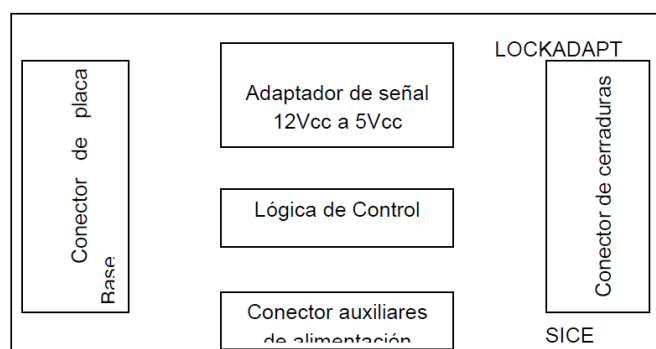 LOCKADAPT
Conector de placa
Base
Adaptador de señal
12Vcc a 5Vcc
Lógica de Control
Conector auxiliares
de alimentación
Conector de cerraduras
SICE